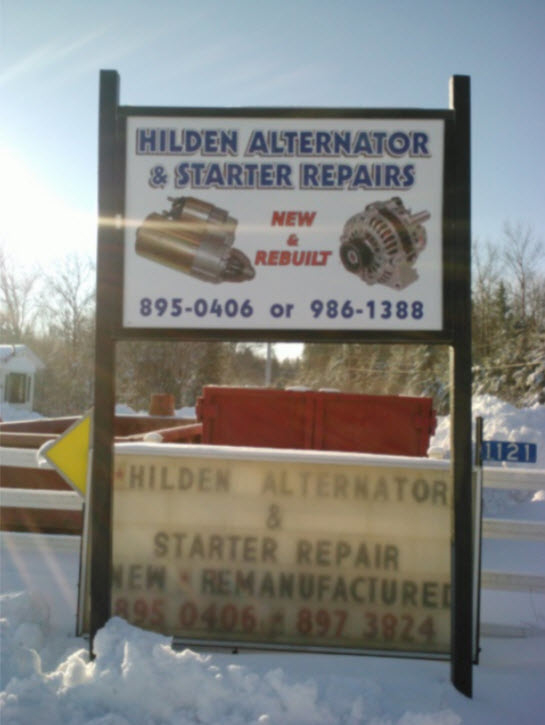 HILDEN ALTERNATOR
& STARTER REPAIRS
NEW
&
REBUILT
895-0406 or 986-1388
1121
HILDEN ALTERNATOR
&
STARTER REPAIR
NEW * REMANUFACTURED
895 0406 * 897 3824